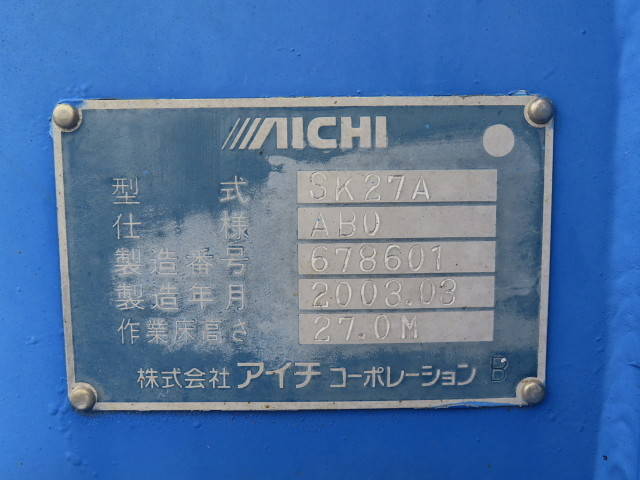 AICHI
型式 SK27A
仕様 AB0
製造番号 678601
製造年月 2003.03
作業床高さ 27.0M
株式会社 アイチ コーポレーション B